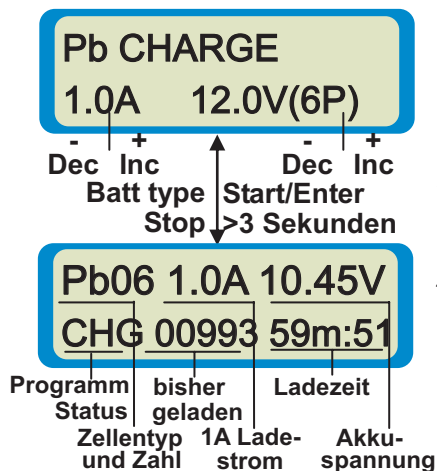 Pb CHARGE
1.0A 12.0V(6P)
- + - +
Dec Inc Dec Inc
Batt type Start/Enter
Stop >3 Sekunden
Pb06 1.0A 10.45V
CHG 00993 59m:51
Programm Status
bisher geladen
Ladezeit
Zellentyp und Zahl
1A Lade-
strom
Akku-
spannung